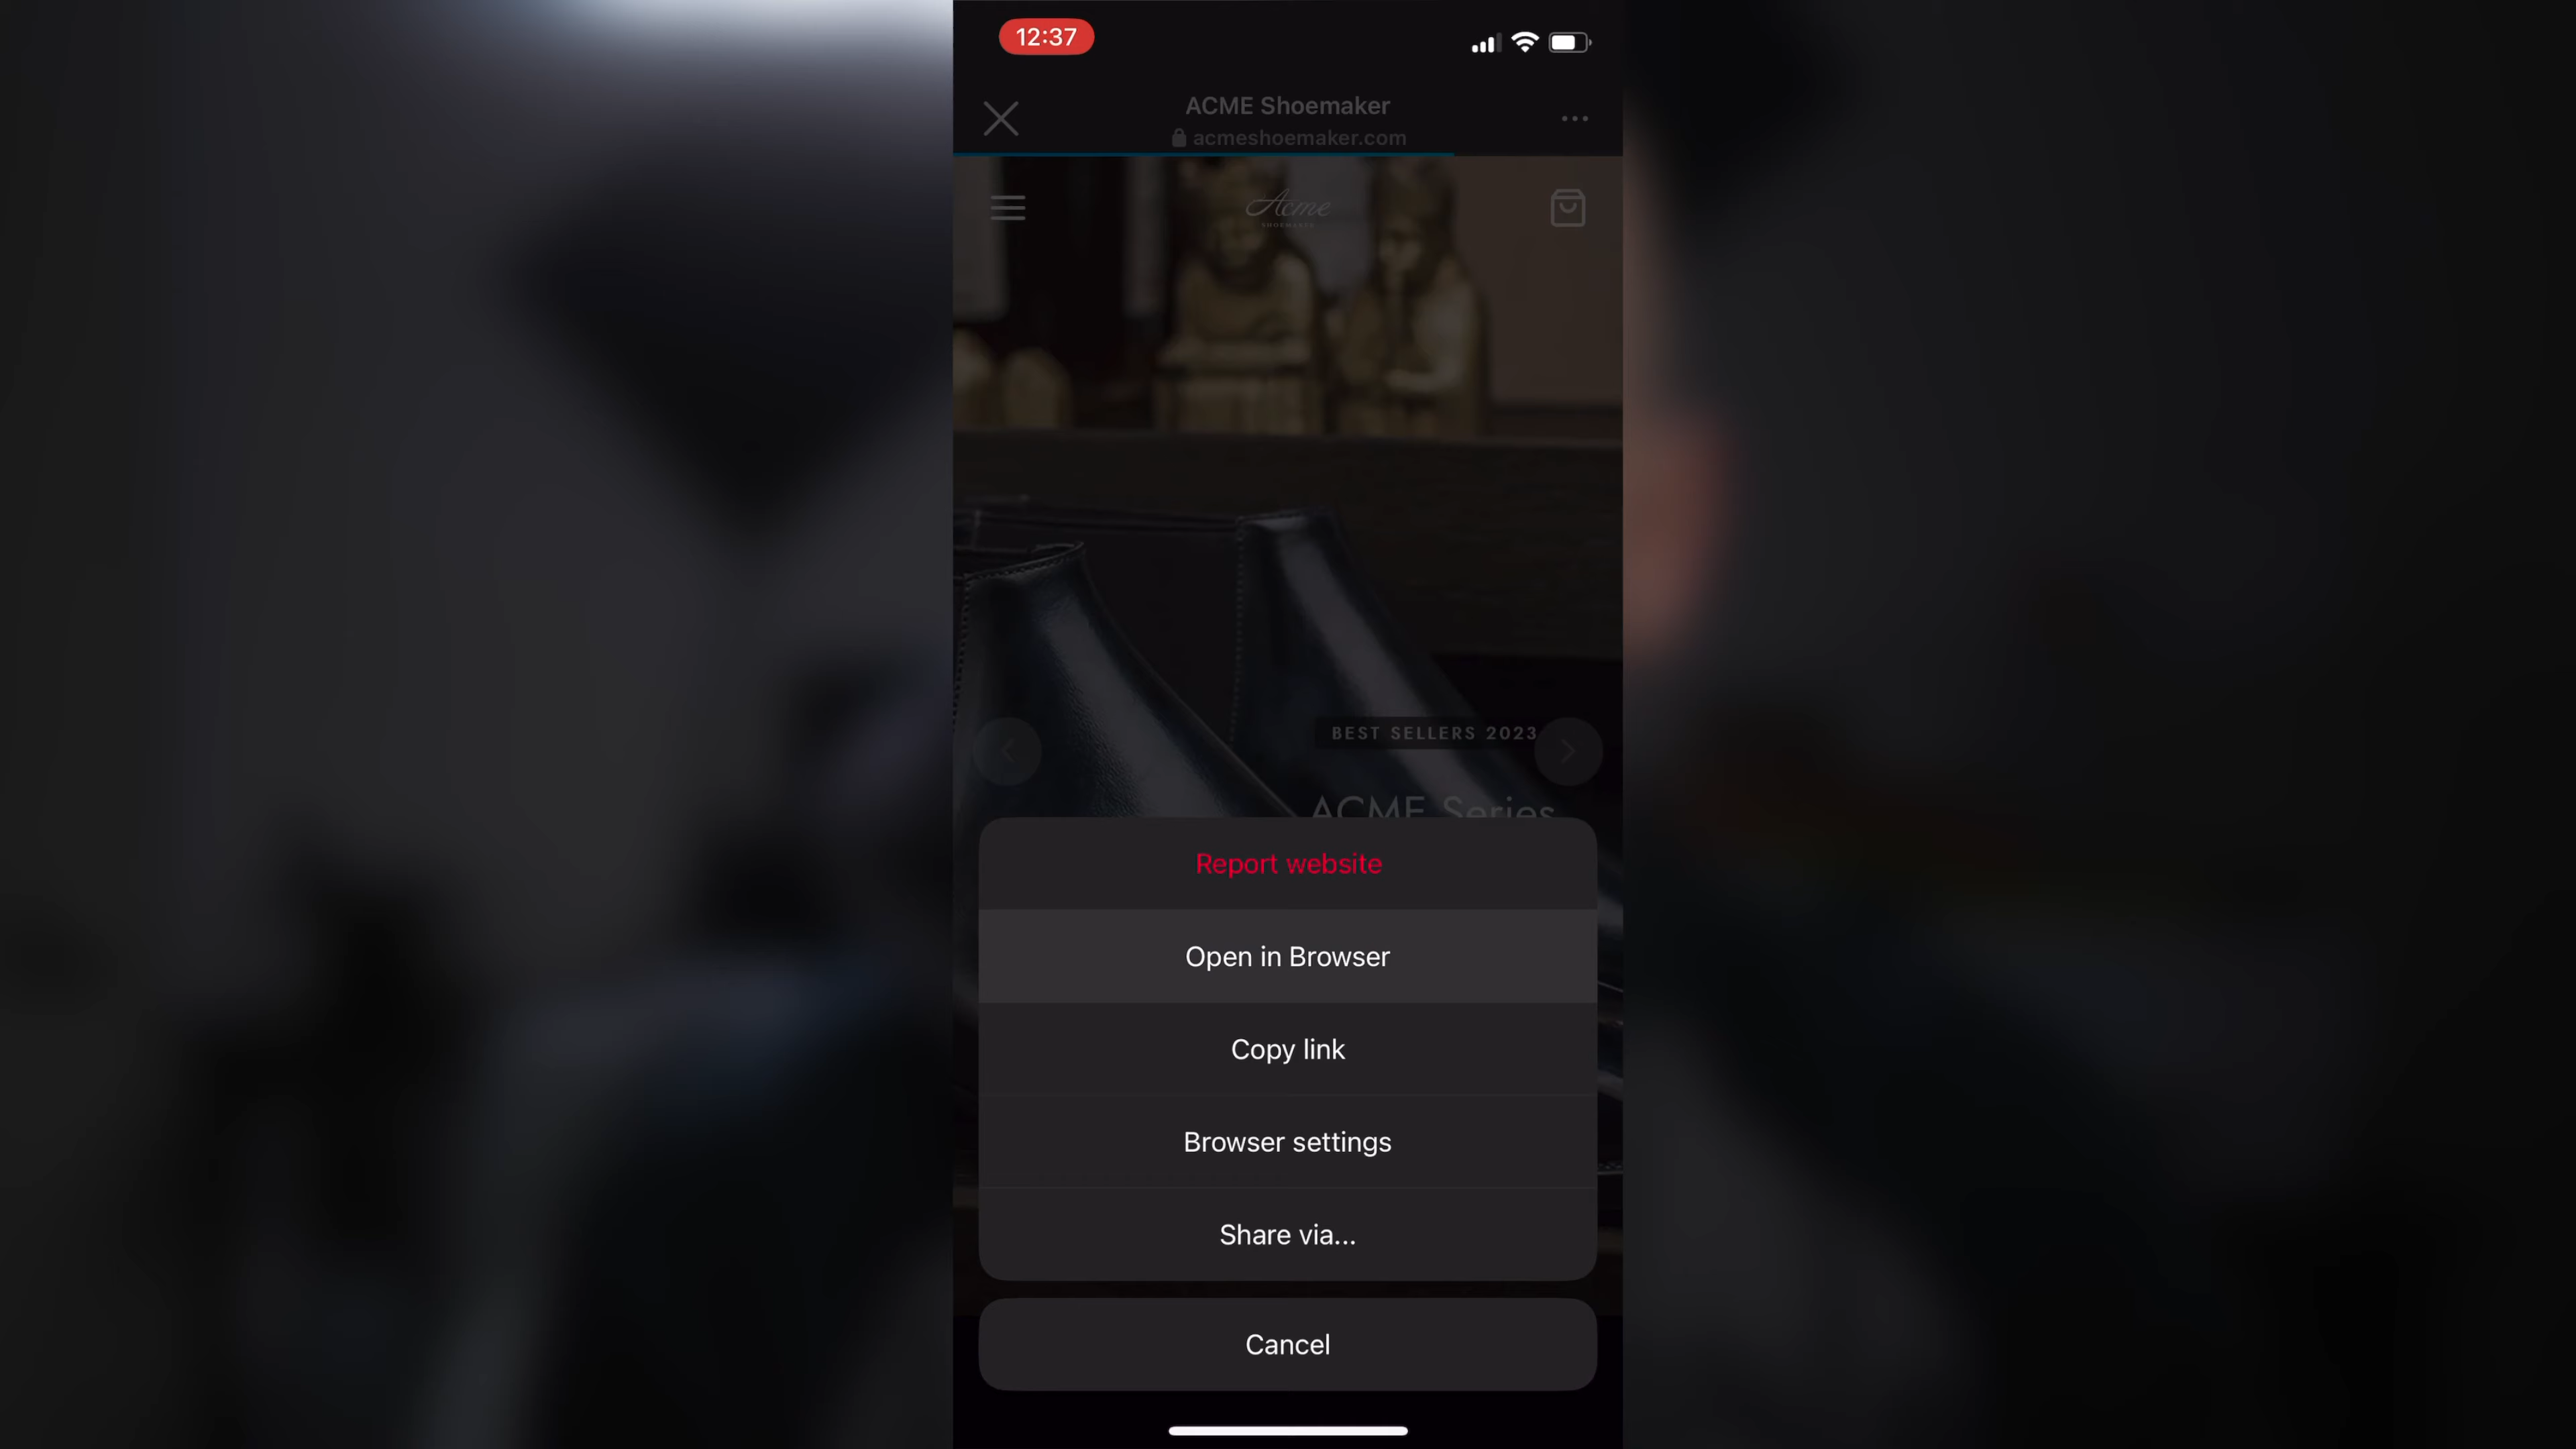 12:37
ACME Shoemaker
acmeshoemaker.com
Acme
BEST SELLERS 2023
ACME Series
Report website
Open in Browser
Copy link
Browser settings
Share via...
Cancel